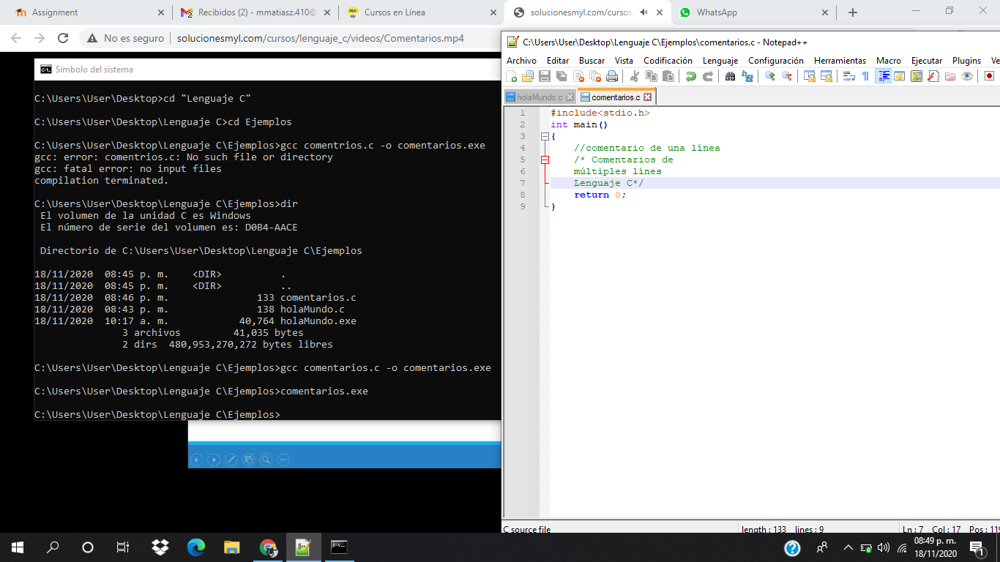 Assignment
Recibidos (2) - mmatiasz.410@
Cursos en Línea
solucionesmyl.com/cursos
WhatsApp
No es seguro
solucionesmyl.com/cursos/lenguaje_c/videos/Comentarios.mp4
Símbolo del sistema
C:\Users\User\Desktop>cd "Lenguaje C"
C:\Users\User\Desktop\Lenguaje C>cd Ejemplos
C:\Users\User\Desktop\Lenguaje C\Ejemplos>gcc comentrios.c -o comentarios.exe
gcc: error: comentrios.c: No such file or directory
gcc: fatal error: no input files
compilation terminated.
C:\Users\User\Desktop\Lenguaje C\Ejemplos>dir
El volumen de la unidad C es Windows
El número de serie del volumen es: D0B4-AACE
Directorio de C:\Users\User\Desktop\Lenguaje C\Ejemplos
18/11/2020  08:45 p. m.    <DIR>          .
18/11/2020  08:45 p. m.    <DIR>          ..
18/11/2020  08:46 p. m.               133 comentarios.c
18/11/2020  08:43 p. m.               138 holaMundo.c
18/11/2020  10:17 a. m.            40,764 holaMundo.exe
3 archivos         41,035 bytes
2 dirs  480,953,270,272 bytes libres
C:\Users\User\Desktop\Lenguaje C\Ejemplos>gcc comentarios.c -o comentarios.exe
C:\Users\User\Desktop\Lenguaje C\Ejemplos>comentarios.exe
C:\Users\User\Desktop\Lenguaje C\Ejemplos>
C:\Users\User\Desktop\Lenguaje C\Ejemplos\comentarios.c - Notepad++
Archivo Editar Buscar Vista Codificación Lenguaje Configuración Herramientas Macro Ejecutar Plugins Ve
holaMundo.c comentarios.c
1 #include<stdio.h>
2 int main()
3 {
4 //comentario de una línea
5 /* Comentarios de
6 múltiples línes
7 Lenguaje C*/
8 return 0;
9 }
C source file length : 133 lines : 9 Ln : 7 Col : 17 Pos : 119
08:49 p. m.
18/11/2020
1